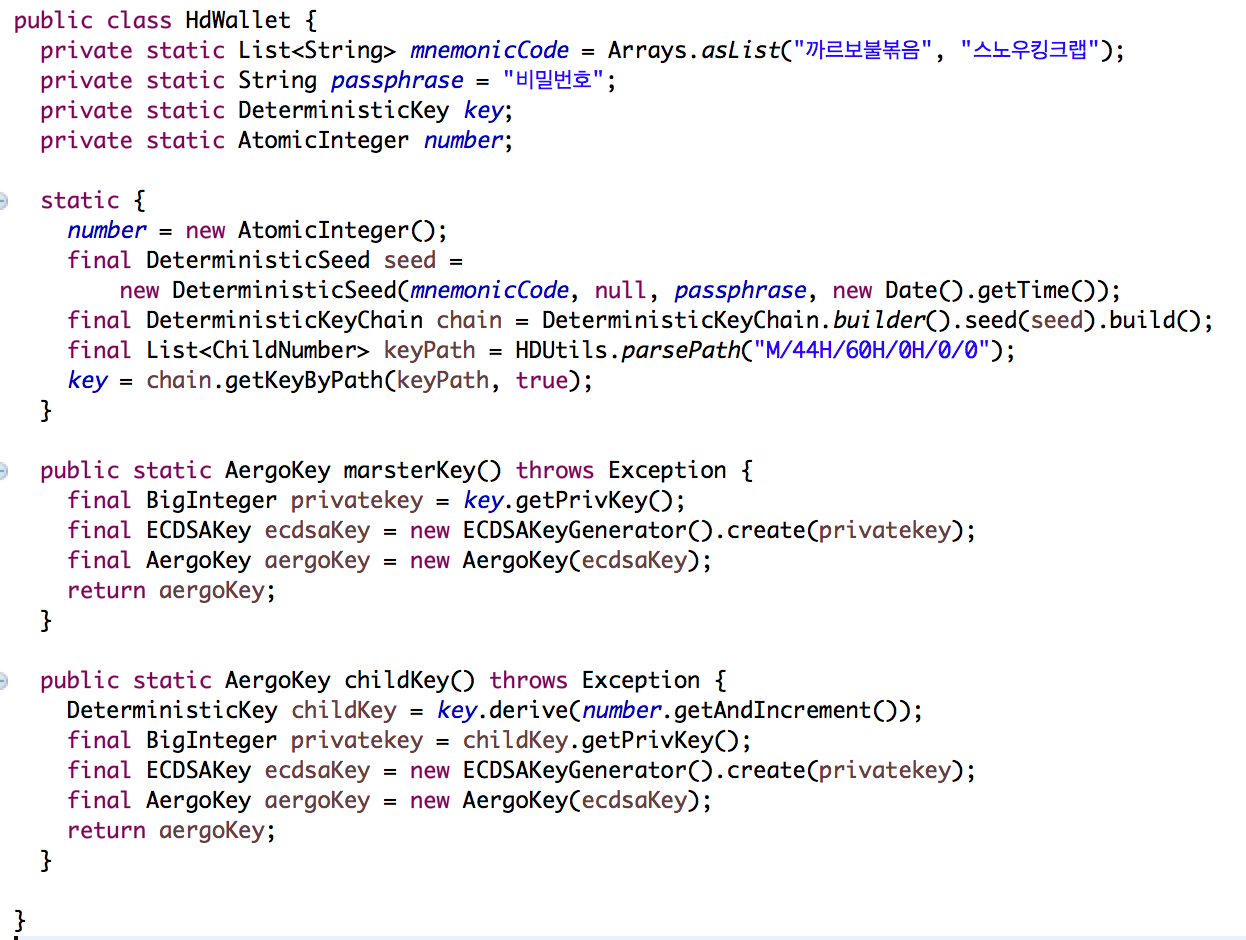 public class HdWallet {
private static List<String> mnemonicCode = Arrays.asList("까르보불볶음", "스노우킹크랩");
private static String passphrase = "비밀번호";
private static DeterministicKey key;
private static AtomicInteger number;
static {
number = new AtomicInteger();
final DeterministicSeed seed =
new DeterministicSeed(mnemonicCode, null, passphrase, new Date().getTime());
final DeterministicKeyChain chain = DeterministicKeyChain.builder().seed(seed).build();
final List<ChildNumber> keyPath = HDUtils.parsePath("M/44H/60H/0H/0/0");
key = chain.getKeyByPath(keyPath, true);
}
public static AergoKey marsterKey() throws Exception {
final BigInteger privatekey = key.getPrivKey();
final ECDSAKey ecdsaKey = new ECDSAKeyGenerator().create(privatekey);
final AergoKey aergoKey = new AergoKey(ecdsaKey);
return aergoKey;
}
public static AergoKey childKey() throws Exception {
DeterministicKey childKey = key.derive(number.getAndIncrement());
final BigInteger privatekey = childKey.getPrivKey();
final ECDSAKey ecdsaKey = new ECDSAKeyGenerator().create(privatekey);
final AergoKey aergoKey = new AergoKey(ecdsaKey);
return aergoKey;
}
}